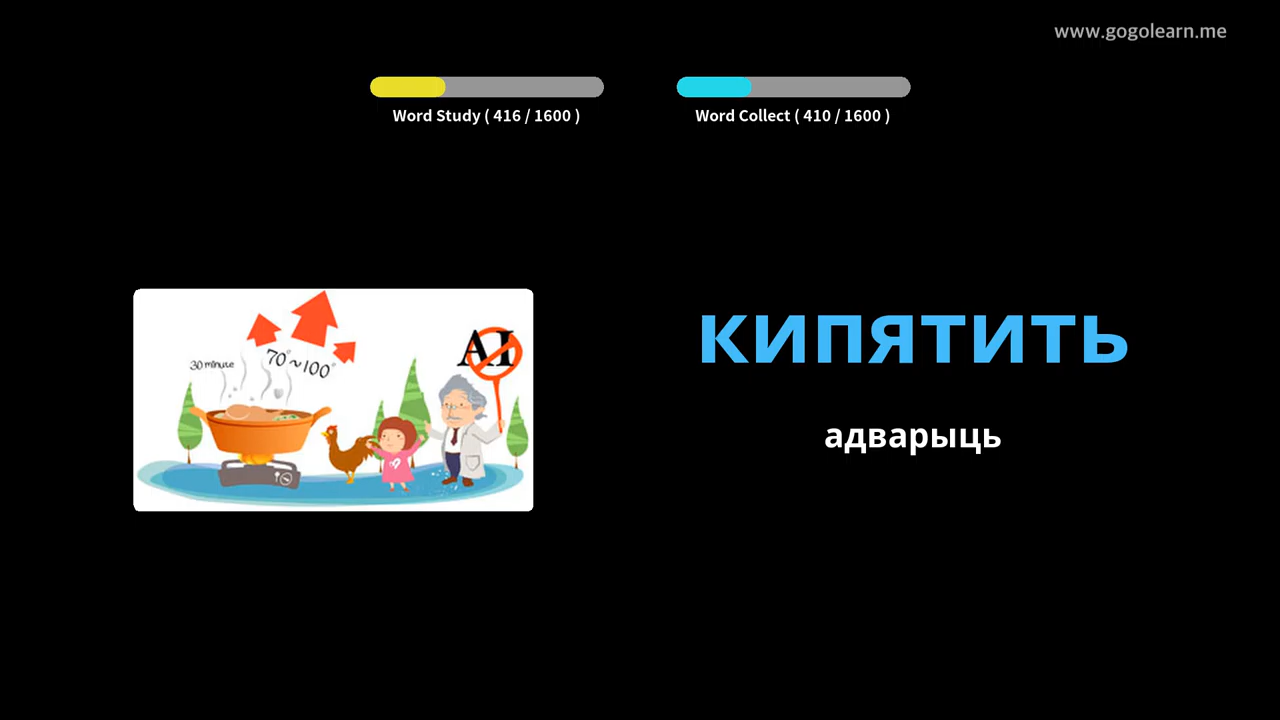 www.gogolearn.me
Word Study ( 416 / 1600 )
Word Collect ( 410 / 1600 )
30 minute
70°~100°
AI
кипятить
адварыць